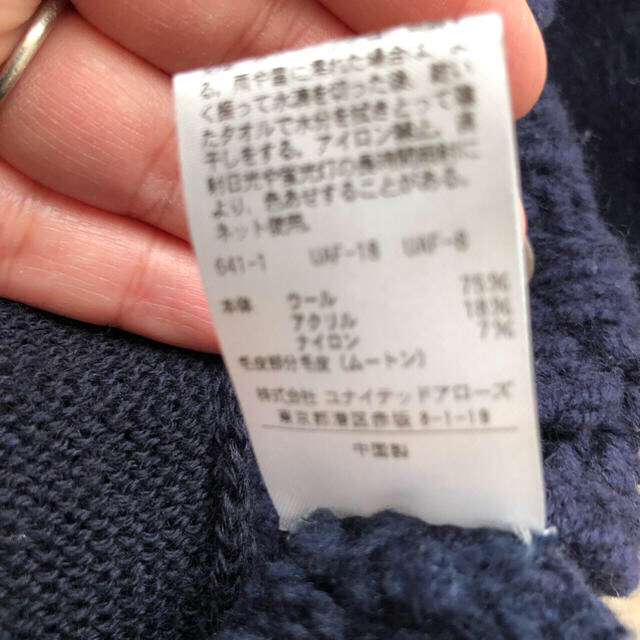 2. 雨や雪に濡れた場合
く振って水滴を切った後、乾い
たタオルで水分を拭きとって
干しをする。アイロン禁止。
射日光や蛍光灯の長時間照射に
より、色あせすることがある。
ネット使用。
641-1 UAF-18 UAF-8
本体 ウール 75%
アクリル 18%
ナイロン 7%
毛皮部分毛皮(ムートン)
株式会社 ユナイテッドアローズ
東京都港区赤坂8-1-19
中国製